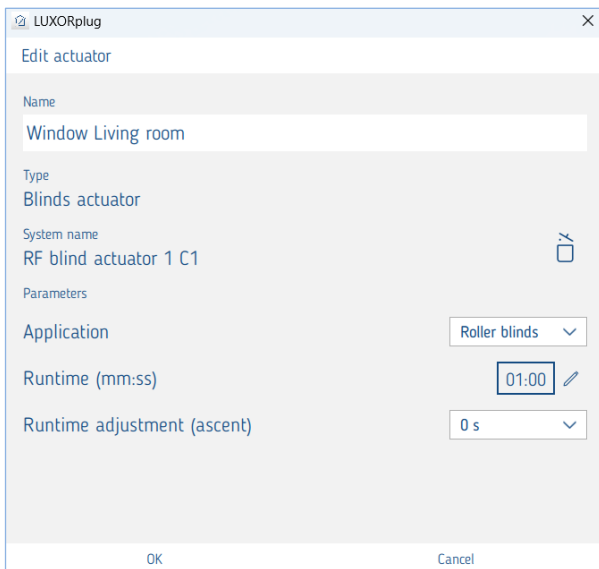 LUXORplug
Edit actuator
Name
Window Living room
Type
Blinds actuator
System name
RF blind actuator 1 C1
Parameters
Application
Roller blinds
Runtime (mm:ss)
01:00
Runtime adjustment (ascent)
0 s
OK
Cancel